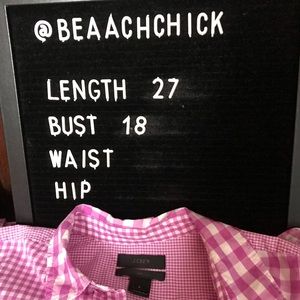 @BEAACHCHICK
LENGTH 27
BUST 18
WAIST
HIP